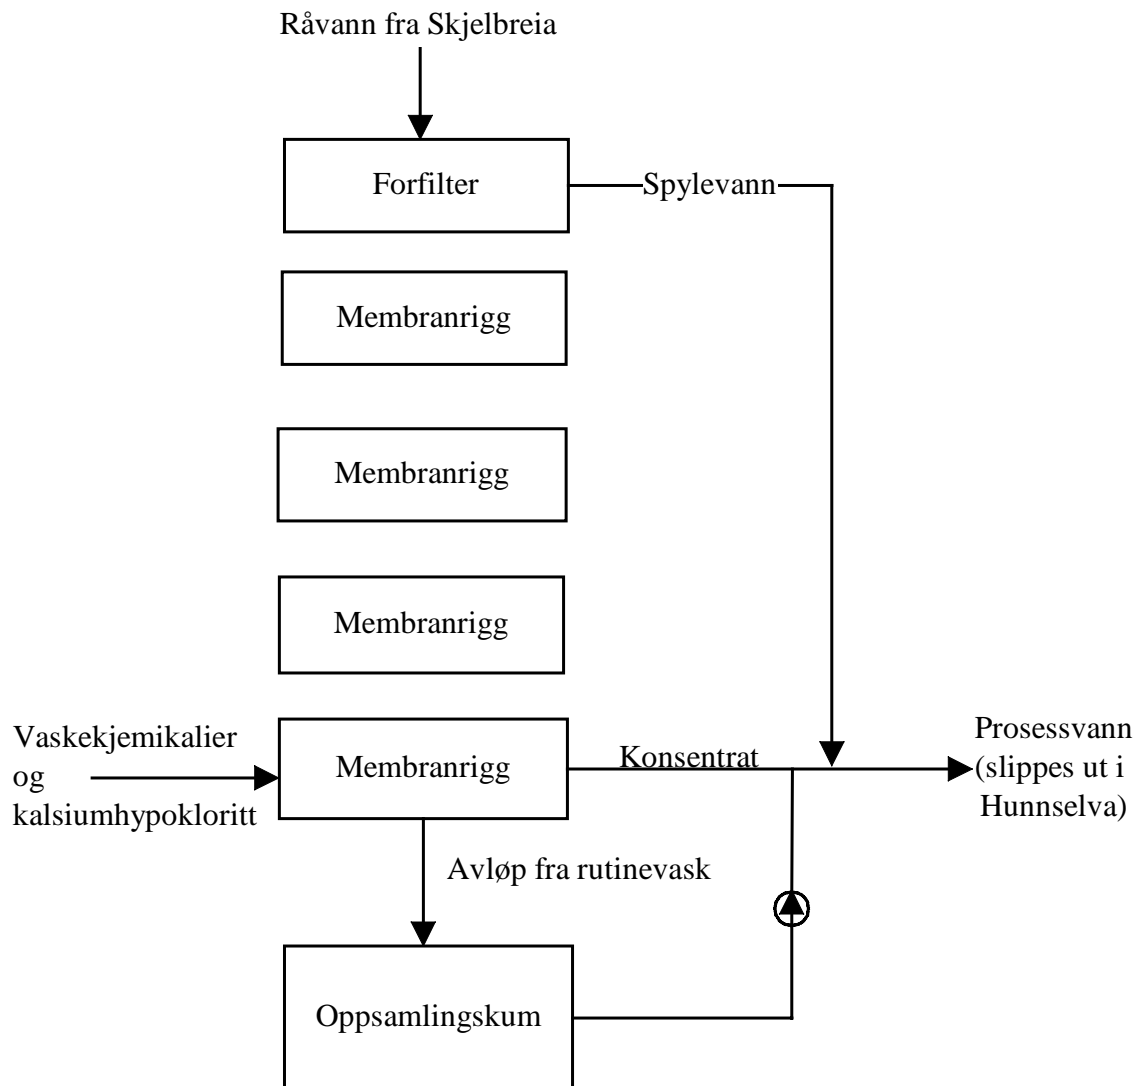 Råvann fra Skjelbreia
Forfilter
Spylevann
Membranrigg
Membranrigg
Membranrigg
Vaskekjemikalier
og
kalsiumhypokloritt
Membranrigg
Konsentrat
Prosessvann
(slippes ut i
Hunnselva)
Avløp fra rutinevask
Oppsamlingskum